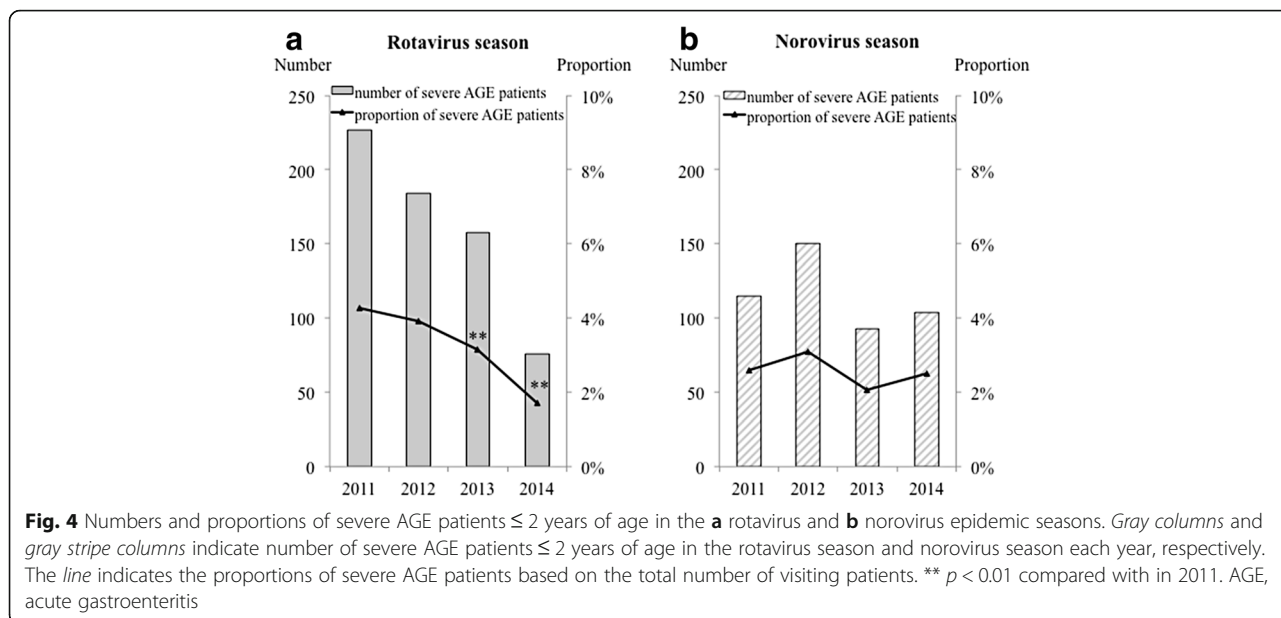 a Rotavirus season
Number Proportion
number of severe AGE patients
proportion of severe AGE patients
250 10%
200 8%
150 6%
100 4%
50 2%
0 0%
**
**
2011 2012 2013 2014
b Norovirus season
Number Proportion
number of severe AGE patients
proportion of severe AGE patients
250 10%
200 8%
150 6%
100 4%
50 2%
0 0%
2011 2012 2013 2014
Fig. 4 Numbers and proportions of severe AGE patients ≤ 2 years of age in the a rotavirus and b norovirus epidemic seasons. Gray columns and
gray stripe columns indicate number of severe AGE patients ≤ 2 years of age in the rotavirus season and norovirus season each year, respectively.
The line indicates the proportions of severe AGE patients based on the total number of visiting patients. ** p < 0.01 compared with in 2011. AGE,
acute gastroenteritis